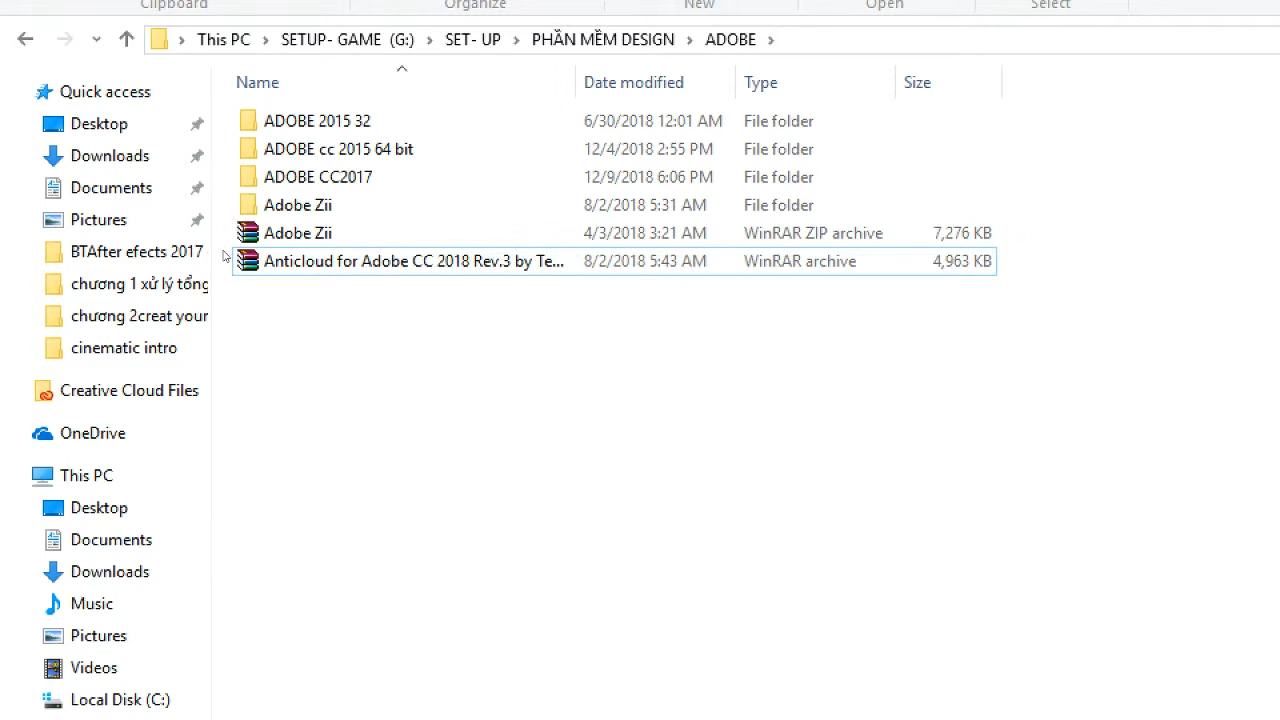 Clipboard Organize New Open Select
This PC SETUP- GAME (G:) SET- UP PHẦN MỀM DESIGN ADOBE
Name Date modified Type Size
Quick access
Desktop
Downloads
Documents
Pictures
BTAfter efects 2017
chương 1 xử lý tổng
chương 2creat your
cinematic intro
Creative Cloud Files
OneDrive
This PC
Desktop
Documents
Downloads
Music
Pictures
Videos
Local Disk (C:)
ADOBE 2015 32 6/30/2018 12:01 AM File folder
ADOBE cc 2015 64 bit 12/4/2018 2:55 PM File folder
ADOBE CC2017 12/9/2018 6:06 PM File folder
Adobe Zii 8/2/2018 5:31 AM File folder
Adobe Zii 4/3/2018 3:21 AM WinRAR ZIP archive 7,276 KB
Anticloud for Adobe CC 2018 Rev.3 by Te... 8/2/2018 5:43 AM WinRAR archive 4,963 KB